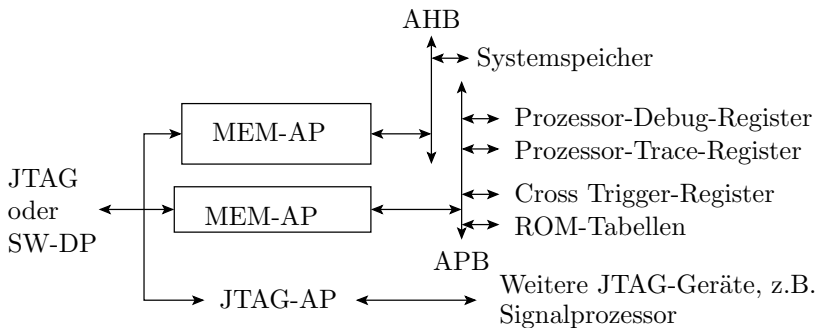 AHB
Systemspeicher
MEM-AP
Prozessor-Debug-Register
Prozessor-Trace-Register
JTAG
oder
SW-DP
MEM-AP
Cross Trigger-Register
ROM-Tabellen
APB
JTAG-AP
Weitere JTAG-Geräte, z.B.
Signalprozessor